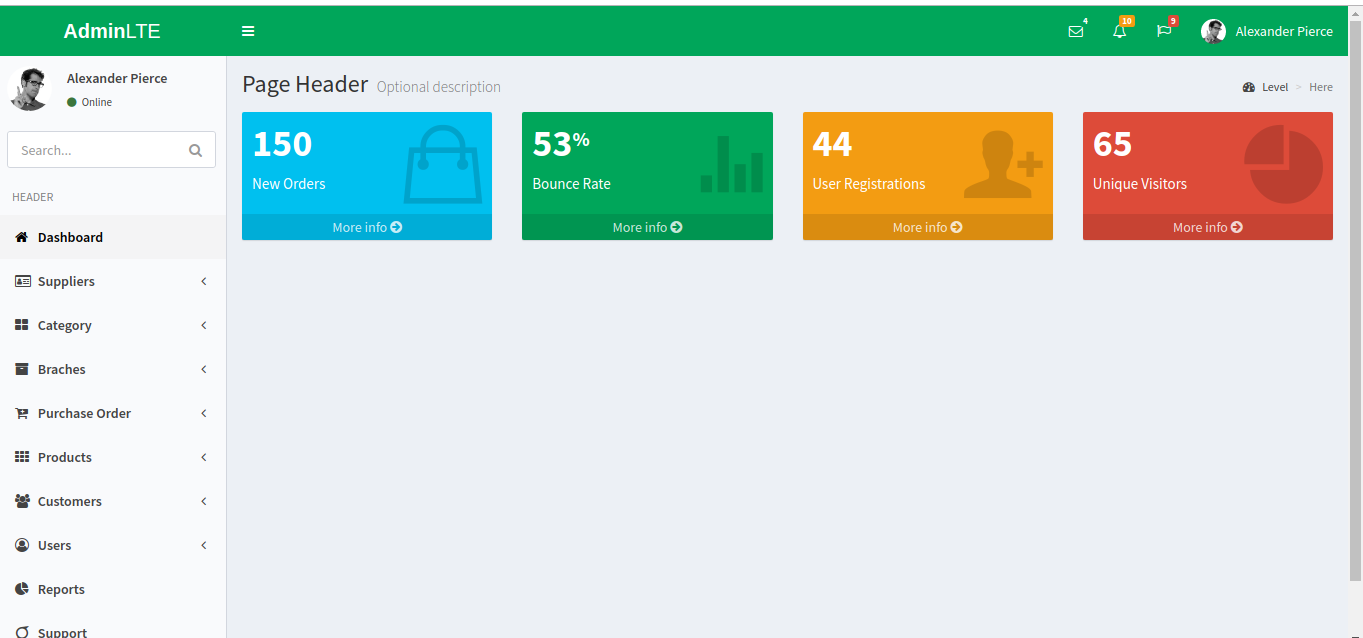 AdminLTE
4
10
9
Alexander Pierce
Alexander Pierce
Online
Search...
HEADER
Dashboard
Suppliers
Category
Braches
Purchase Order
Products
Customers
Users
Reports
Support
Page Header Optional description
Level > Here
150
New Orders
More info
53%
Bounce Rate
More info
44
User Registrations
More info
65
Unique Visitors
More info